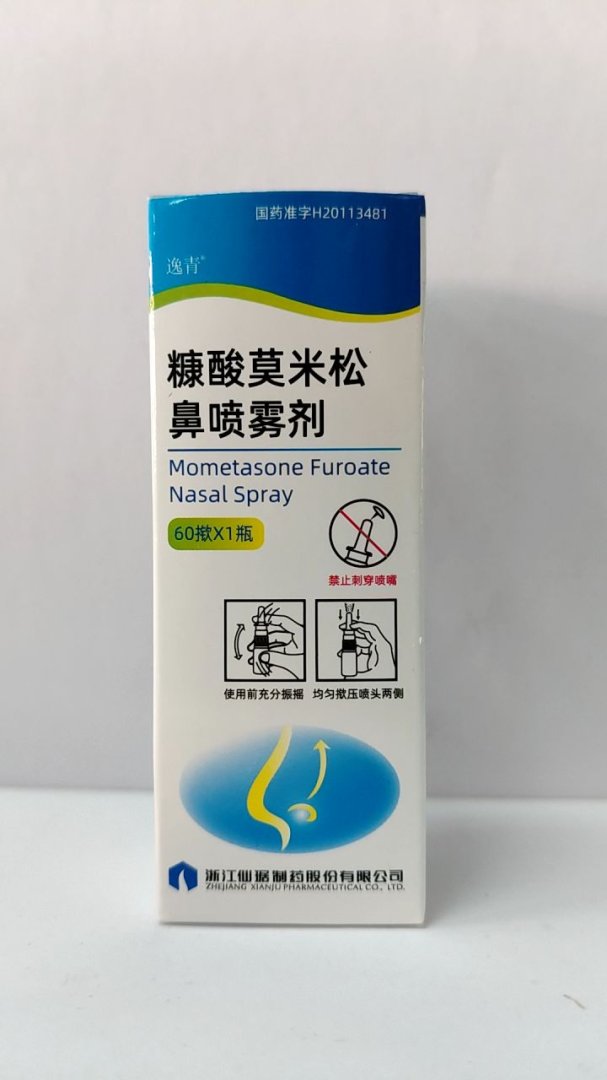 国药准字H20113481
逸青®
糠酸莫米松
鼻喷雾剂
Mometasone Furoate
Nasal Spray
60揿X1瓶
禁止刺穿喷嘴
使用前充分振摇 均匀揿压喷头两侧
浙江仙琚制药股份有限公司
ZHEJIANG XIANJU PHARMACEUTICAL CO., LTD.